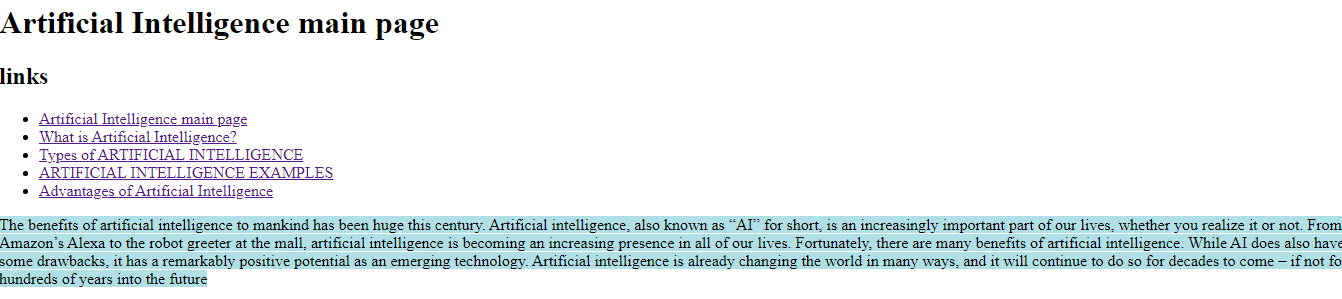 Artificial Intelligence main page
links
Artificial Intelligence main page
What is Artificial Intelligence?
Types of ARTIFICIAL INTELLIGENCE
ARTIFICIAL INTELLIGENCE EXAMPLES
Advantages of Artificial Intelligence
The benefits of artificial intelligence to mankind has been huge this century. Artificial intelligence, also known as “AI” for short, is an increasingly important part of our lives, whether you realize it or not. From
Amazon’s Alexa to the robot greeter at the mall, artificial intelligence is becoming an increasing presence in all of our lives. Fortunately, there are many benefits of artificial intelligence. While AI does also have
some drawbacks, it has a remarkably positive potential as an emerging technology. Artificial intelligence is already changing the world in many ways, and it will continue to do so for decades to come – if not fo
hundreds of years into the future